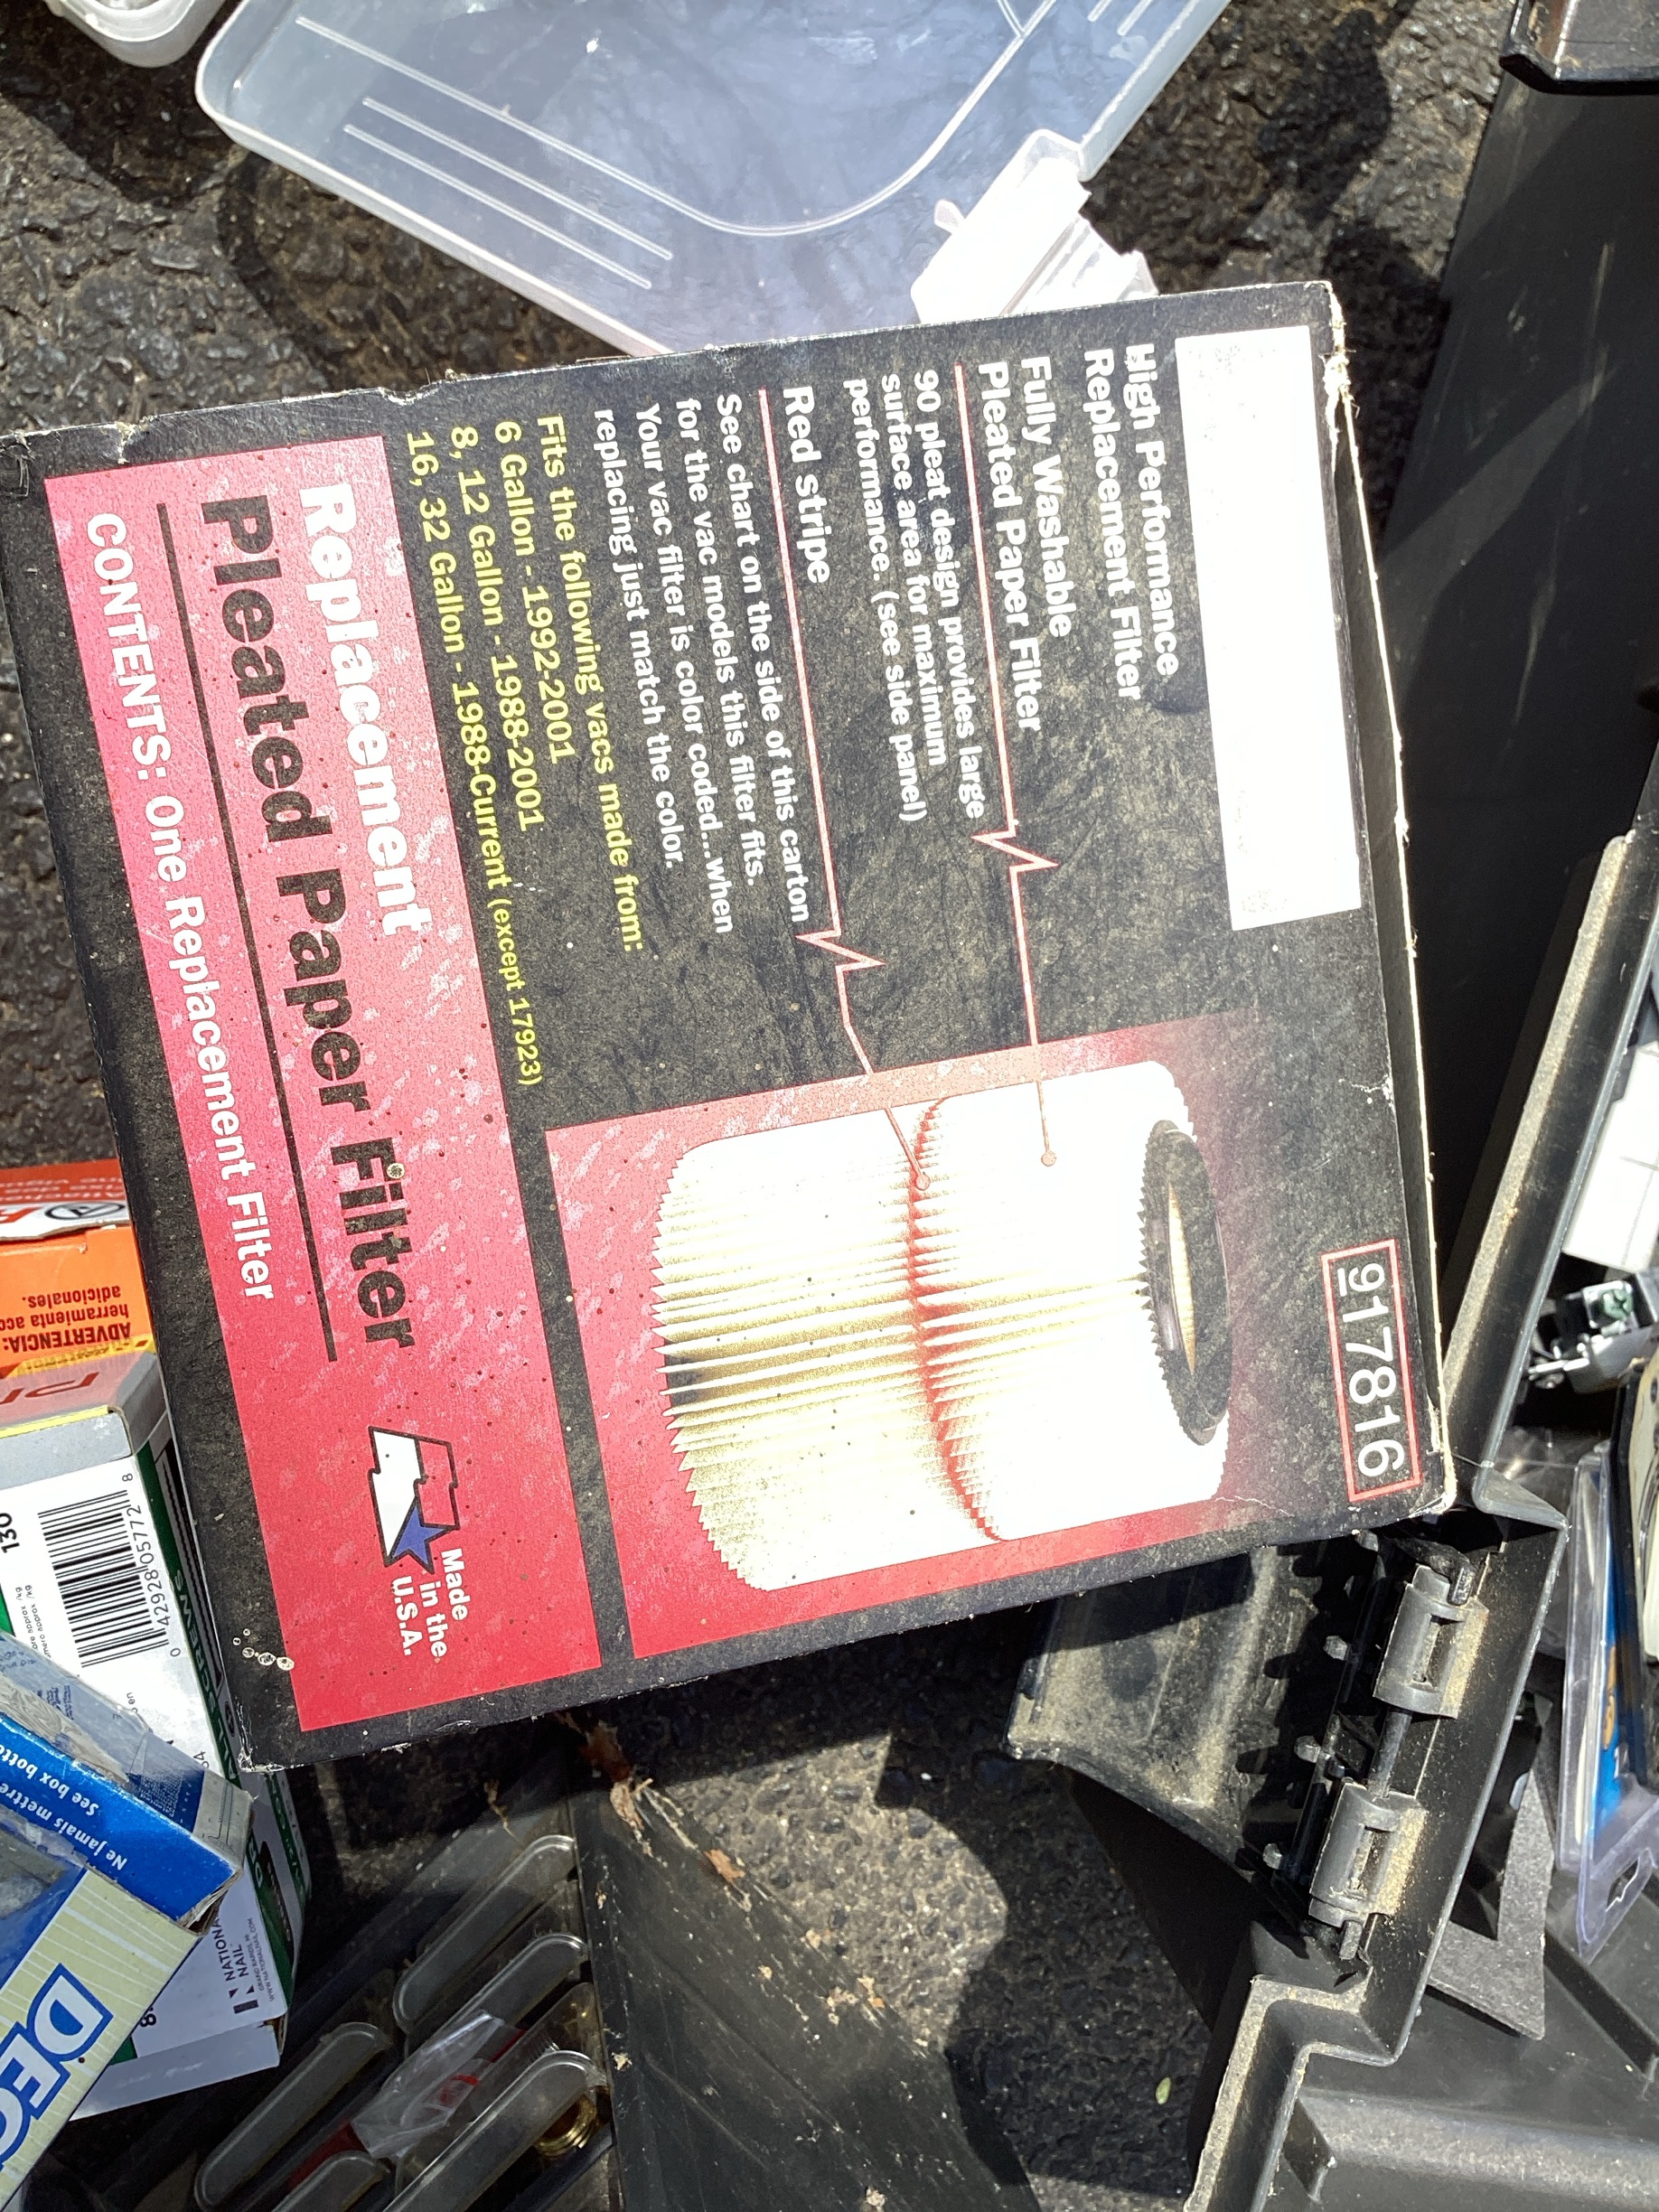 917816
High Performance
Replacement Filter
Fully Washable
Pleated Paper Filter
90 pleat design provides large
surface area for maximum
performance. (see side panel)
Red stripe
See chart on the side of this carton
for the vac models this filter fits.
Your vac filter is color coded...when
replacing just match the color.
Fits the following vacs made from:
6 Gallon - 1992-2001
8, 12 Gallon - 1988-2001
16, 32 Gallon - 1988-Current (except 17923)
Replacement
Pleated Paper Filter
CONTENTS: One Replacement Filter
Made
in the
U.S.A.
ADVERTENCIA:
herramienta
adicionales.
130
0 42928 05772 8
See box
Ne jamais mettre
NATIONAL
NAIL